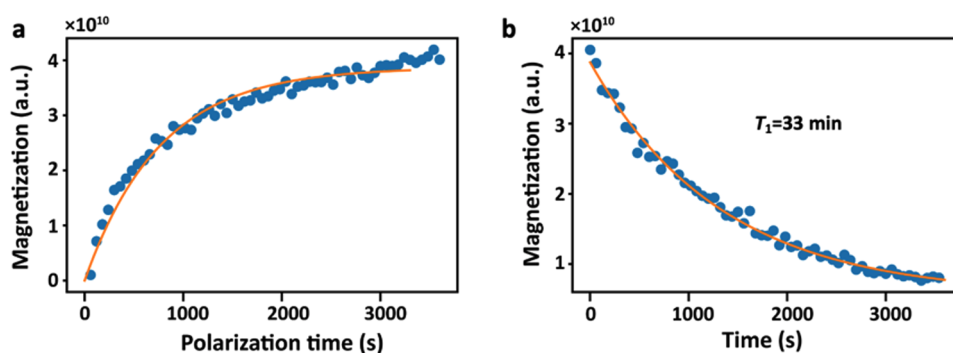 a
×10¹⁰
Magnetization (a.u.)
4
3
2
1
0
0 1000 2000 3000
Polarization time (s)
b
×10¹⁰
Magnetization (a.u.)
4
3
2
1
T₁=33 min
0 1000 2000 3000
Time (s)